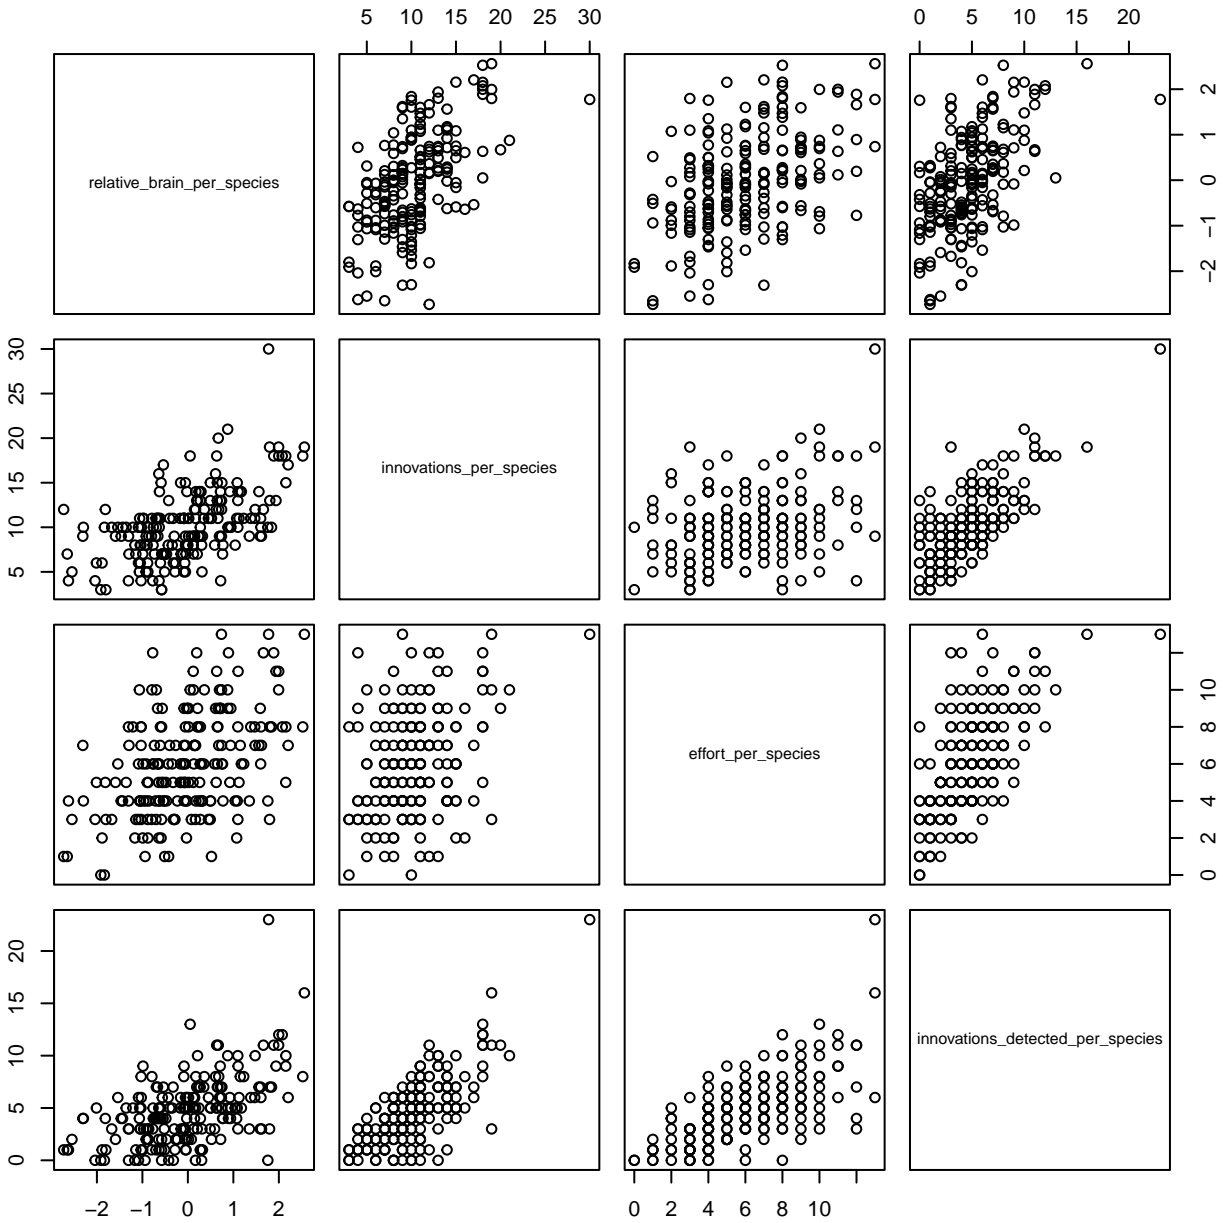 5 10 15 20 25 30
0 5 10 15 20
relative_brain_per_species
−2 −1 0 1 2
5 10 15 20 25 30
innovations_per_species
effort_per_species
0 2 4 6 8 10
0 5 10 15 20
innovations_detected_per_species
−2 −1 0 1 2
0 2 4 6 8 10